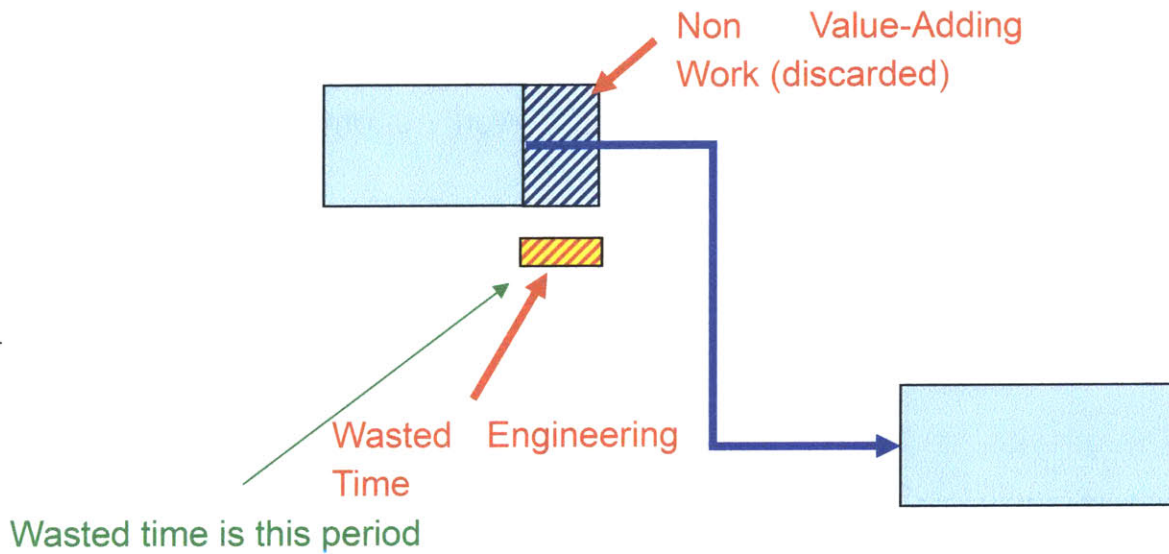 Non Value-Adding
Work (discarded)
Wasted Engineering
Time
Wasted time is this period